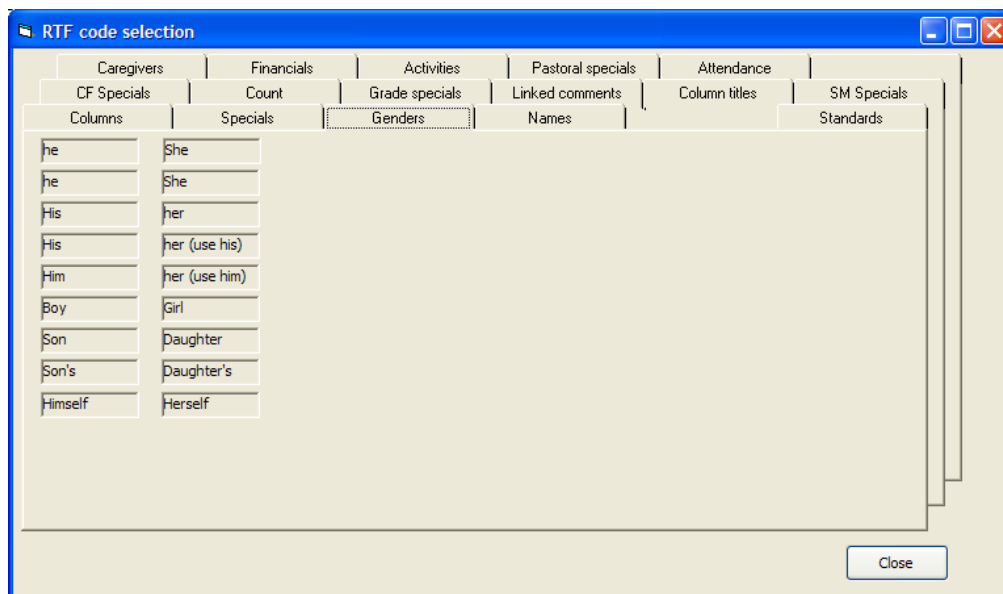 RTF code selection
Caregivers Financials Activities Pastoral specials Attendance
CF Specials Count Grade specials Linked comments Column titles SM Specials
Columns Specials Genders Names Standards
he She
he She
His her
His her (use his)
Him her (use him)
Boy Girl
Son Daughter
Son's Daughter's
Himself Herself
Close